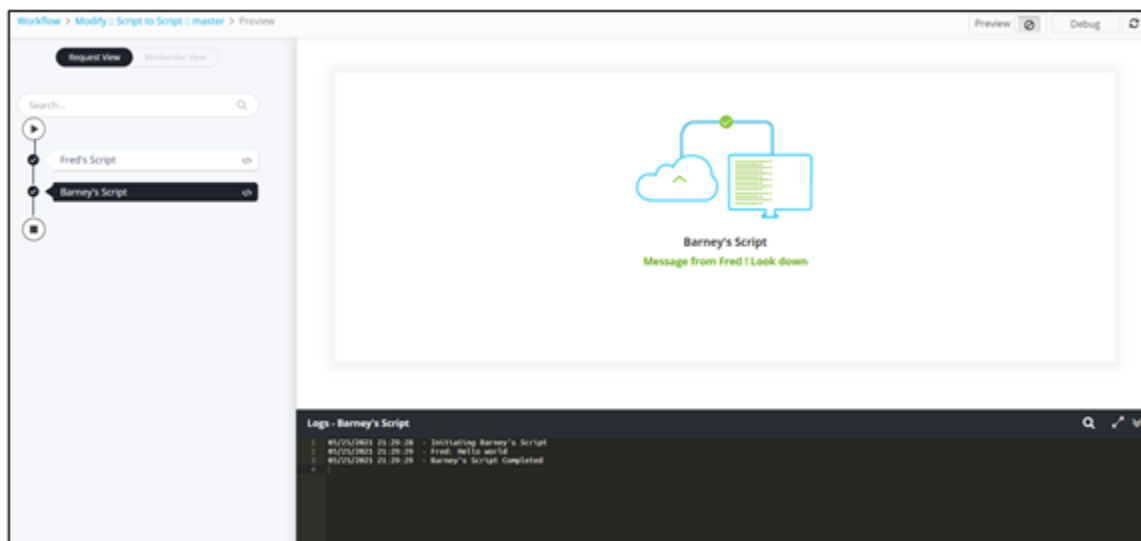 Workflow > Modify :: Script to Script :: master > Preview
Preview
Debug
Request View
Workorder View
Search...
Fred's Script
Barney's Script
Barney's Script
Message from Fred ! Look down
Logs - Barney's Script
1 05/25/2021 21:29:28 - Initiating Barney's Script
2 05/25/2021 21:29:29 - Fred: Hello world
3 05/25/2021 21:29:29 - Barney's Script Completed
4